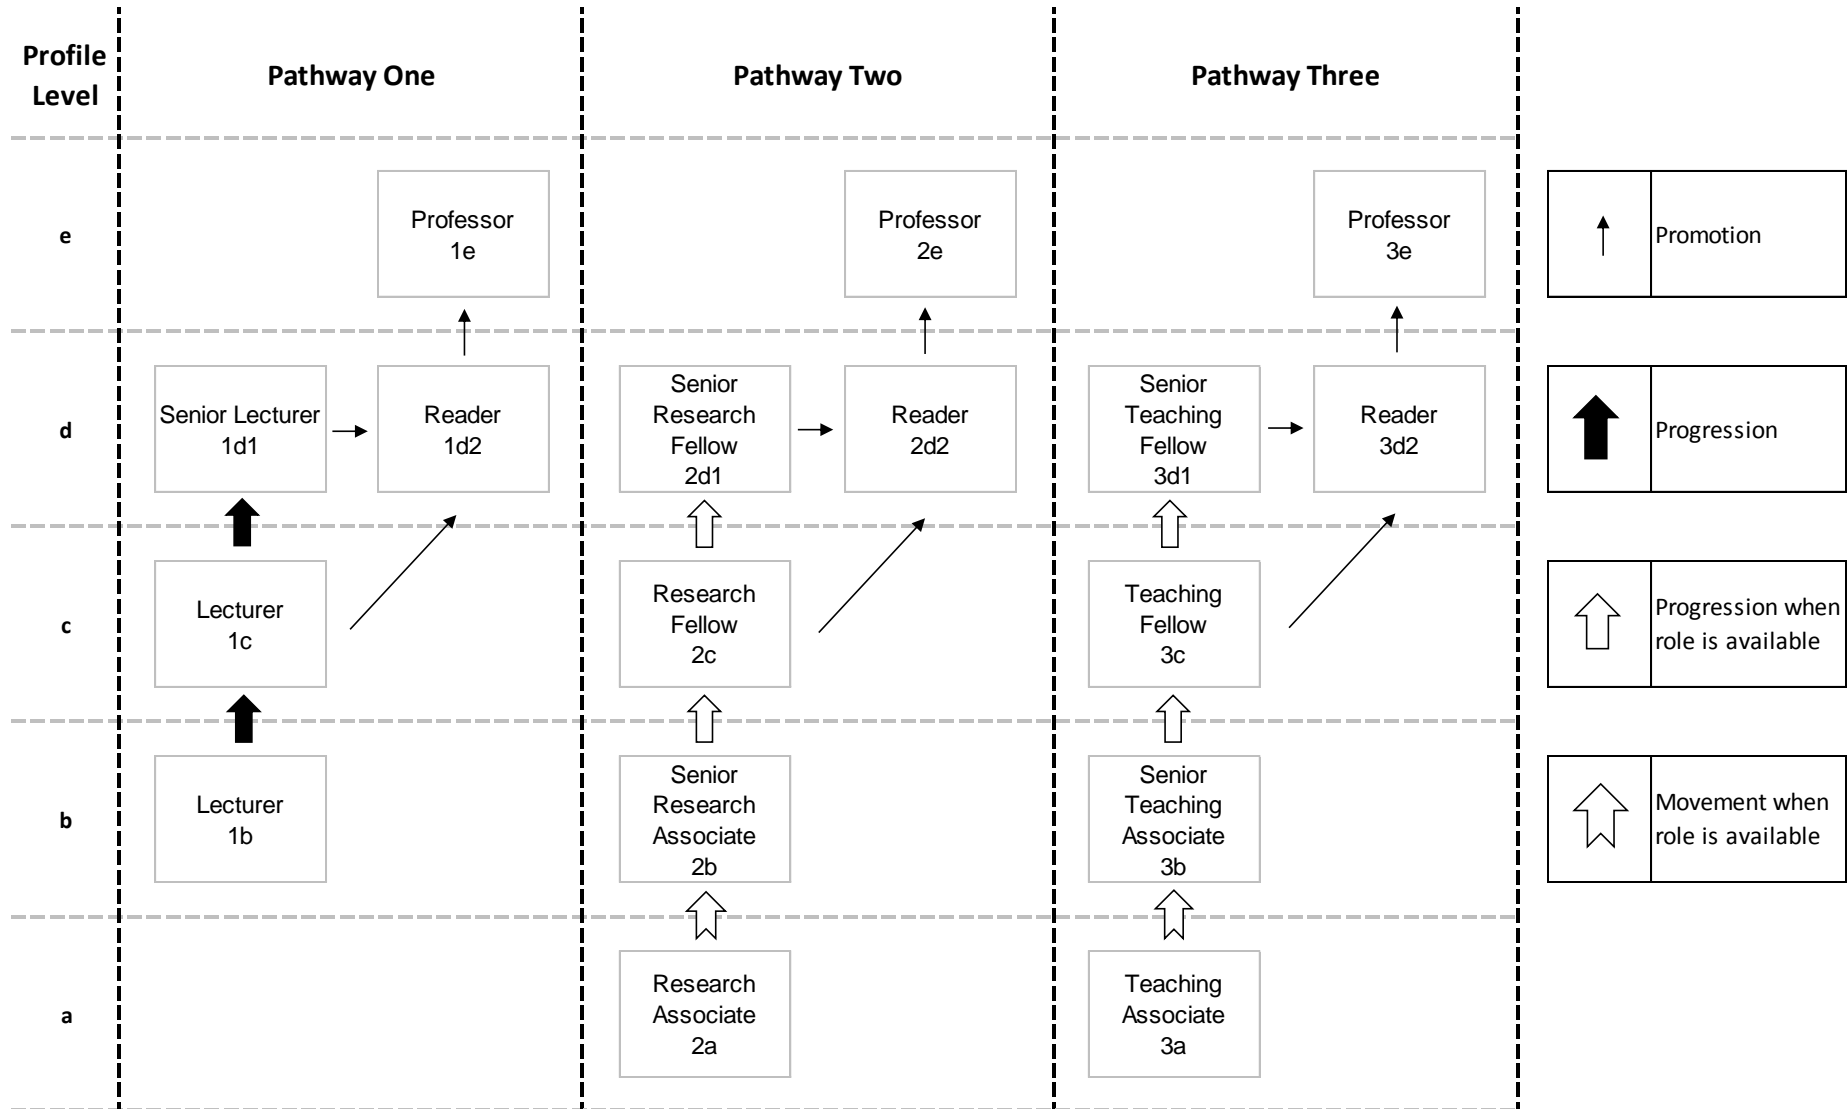 Profile
Level
Pathway One
Pathway Two
Pathway Three
e
Professor
1e
Professor
2e
Professor
3e
Promotion
d
Senior Lecturer
1d1
Reader
1d2
Senior
Research
Fellow
2d1
Reader
2d2
Senior
Teaching
Fellow
3d1
Reader
3d2
Progression
c
Lecturer
1c
Research
Fellow
2c
Teaching
Fellow
3c
Progression when
role is available
b
Lecturer
1b
Senior
Research
Associate
2b
Senior
Teaching
Associate
3b
Movement when
role is available
a
Research
Associate
2a
Teaching
Associate
3a